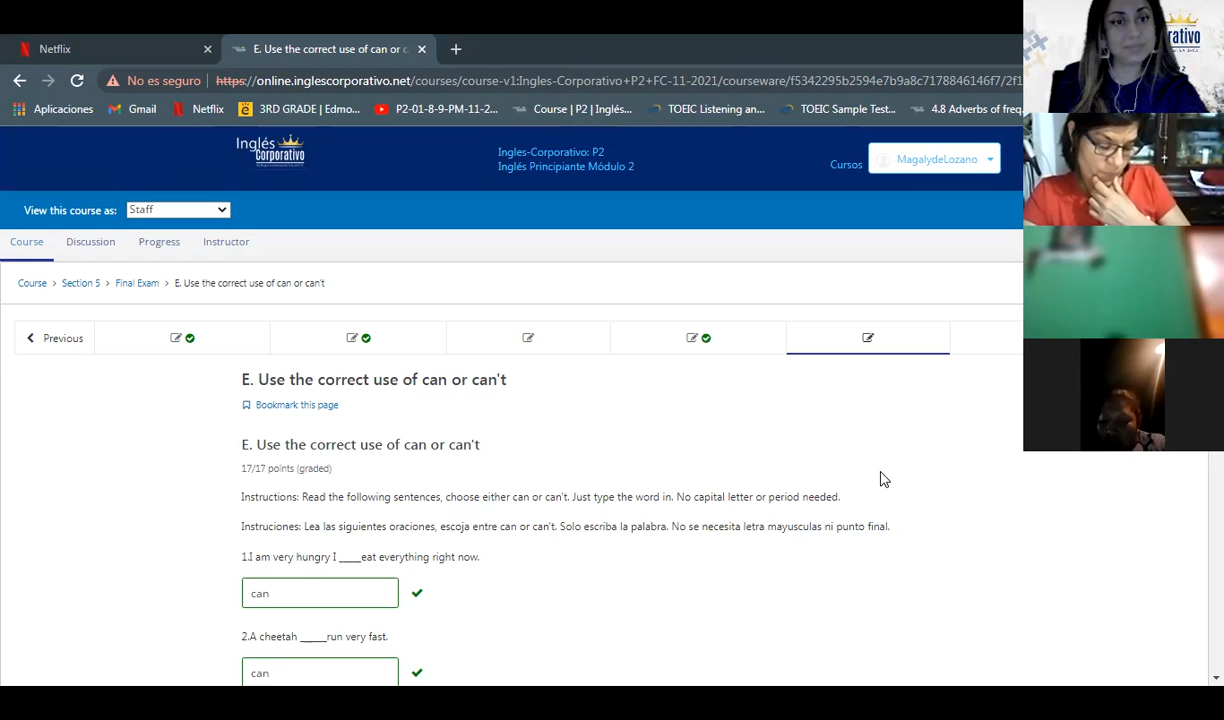 Netflix
E. Use the correct use of can or c
No es seguro
https://online.inglescorporativo.net/courses/course-v1:Ingles-Corporativo+P2+FC-11-2021/courseware/f5342295b2594e7b9a8c7178846146f7/2f1
Aplicaciones
Gmail
Netflix
3RD GRADE | Edmo...
P2-01-8-9-PM-11-2...
Course | P2 | Inglés...
TOEIC Listening an...
TOEIC Sample Test...
4.8 Adverbs of freq
Inglés
Corporativo
Ingles-Corporativo: P2
Inglés Principiante Módulo 2
Cursos
MagalydeLozano
View this course as:
Staff
Course
Discussion
Progress
Instructor
Course > Section 5 > Final Exam > E. Use the correct use of can or can't
Previous
E. Use the correct use of can or can't
Bookmark this page
E. Use the correct use of can or can't
17/17 points (graded)
Instructions: Read the following sentences, choose either can or can't. Just type the word in. No capital letter or period needed.
Instruciones: Lea las siguientes oraciones, escoja entre can or can't. Solo escriba la palabra. No se necesita letra mayusculas ni punto final.
1.I am very hungry I ____eat everything right now.
can
2.A cheetah _____run very fast.
can